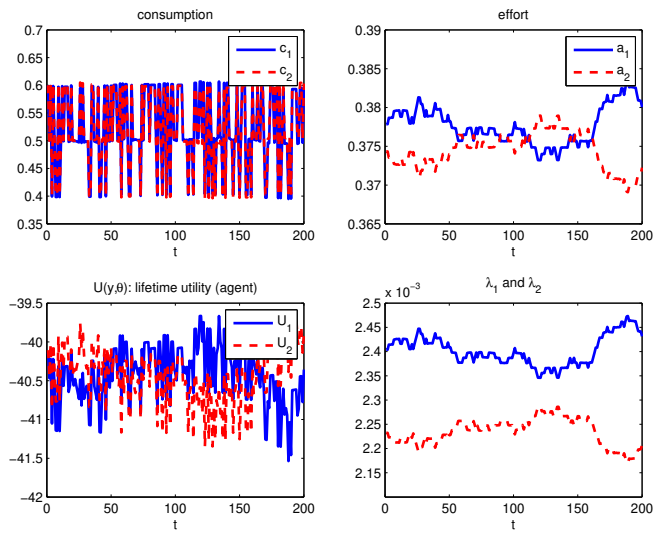 consumption
0.7
0.65
0.6
0.55
0.5
0.45
0.4
0.35
0 50 100 150 200
t
c1
c2
effort
0.39
0.385
0.38
0.375
0.37
0.365
0 50 100 150 200
t
a1
a2
U(y,θ): lifetime utility (agent)
−39.5
−40
−40.5
−41
−41.5
−42
0 50 100 150 200
t
U1
U2
λ1 and λ2
x 10−3
2.5
2.45
2.4
2.35
2.3
2.25
2.2
2.15
0 50 100 150 200
t